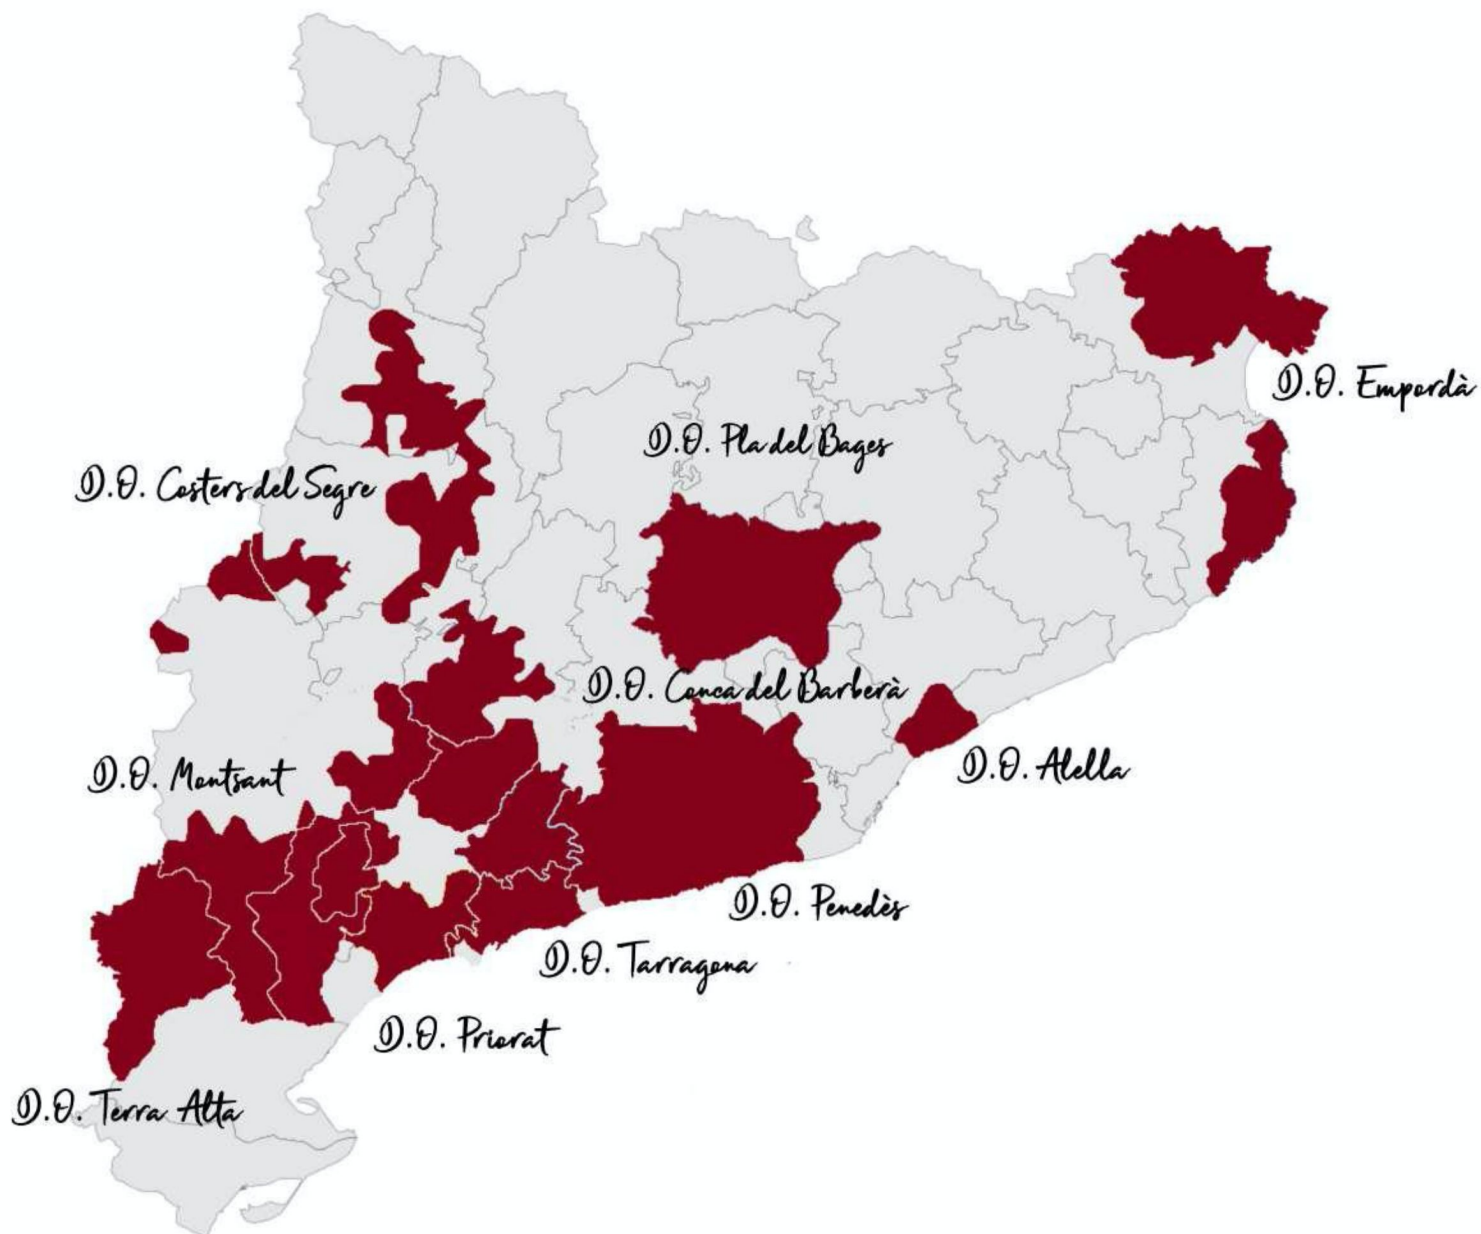 D.O. Empordà
D.O. Pla del Bages
D.O. Costers del Segre
D.O. Conca del Barberà
D.O. Montsant
D.O. Alella
D.O. Penedès
D.O. Tarragona
D.O. Priorat
D.O. Terra Alta